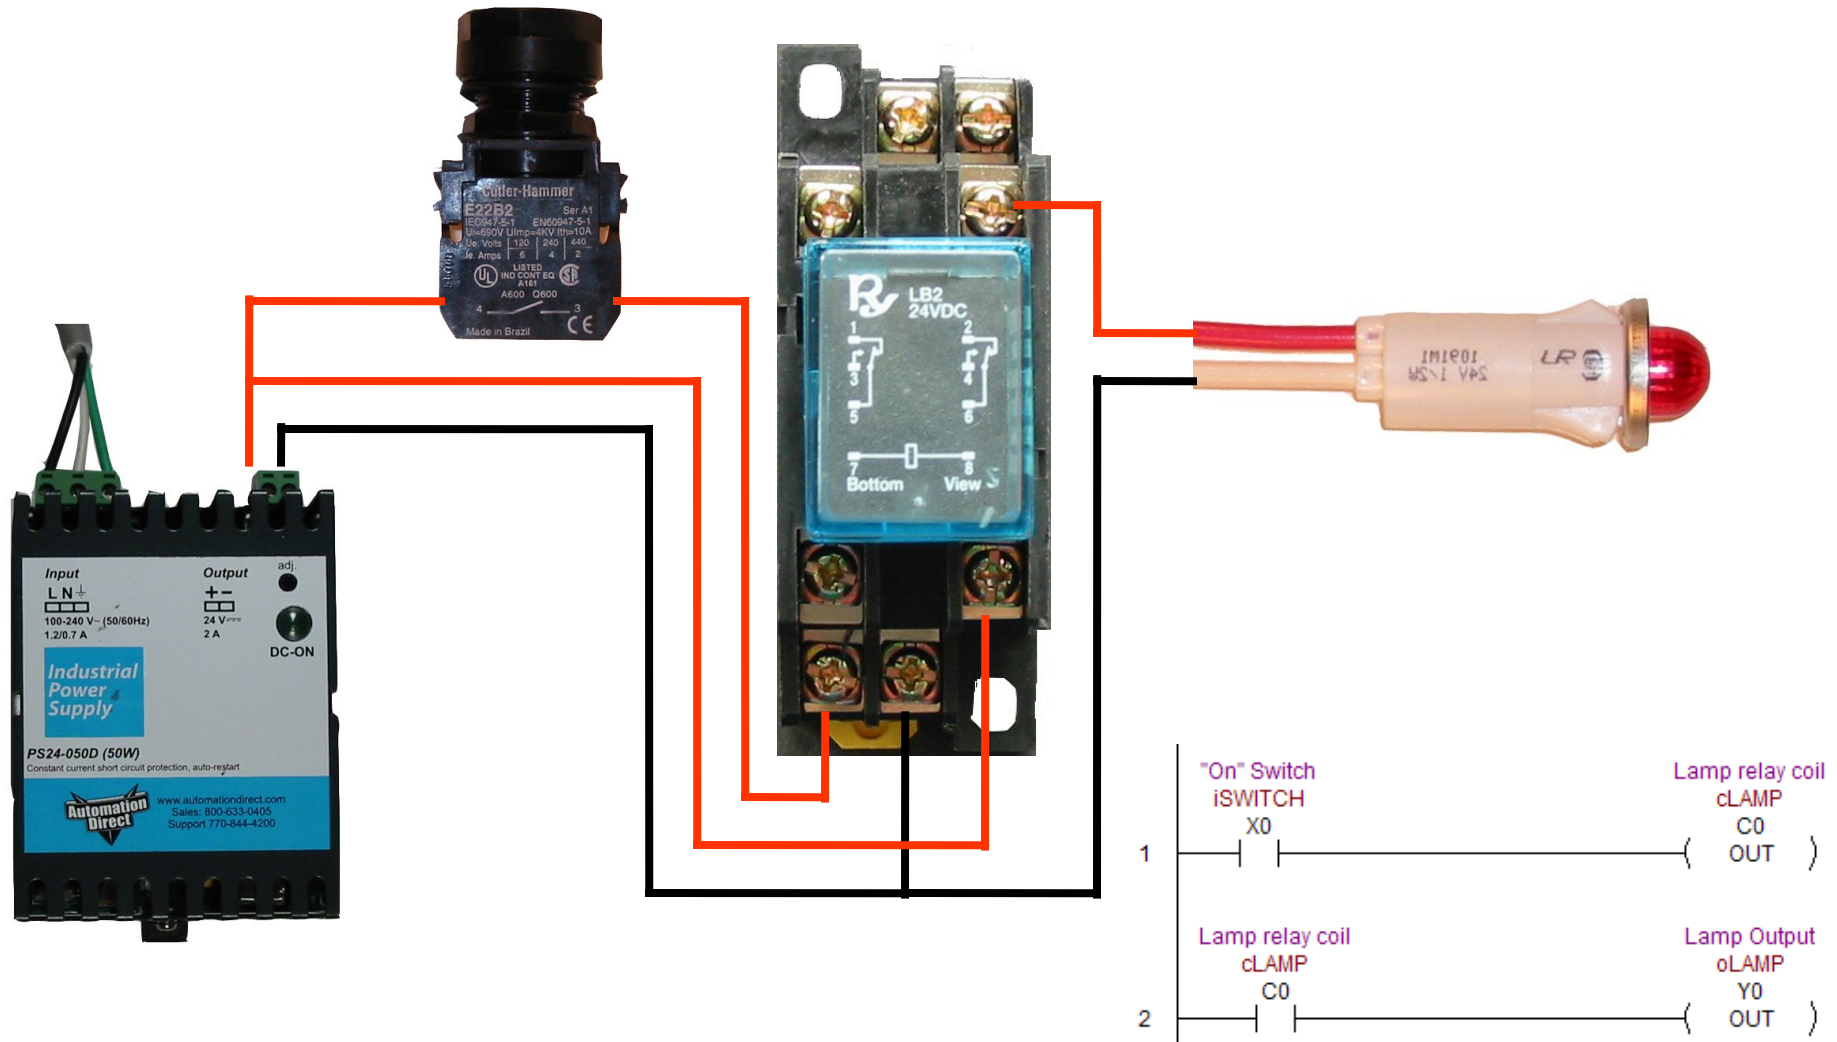 Cutler-Hammer
E22B2 Ser A1
IEC947-5-1 EN60947-5-1
Ui=690V Uimp=4KV Ith=10A
Ue. Volts 120 240 440
Ie. Amps 6 4 2
LISTED
IND CONT EQ
A161
UL
A600 Q600
4 3
Made in Brazil CE
LB2
24VDC
1 2
3 4
5 6
7 8
Bottom View
1091M1
24V 1/2W
LR
Input Output adj.
L N + -
100-240 V~ (50/60Hz) 24 V
1.2/0.7 A 2 A
DC-ON
Industrial
Power
Supply
PS24-050D (50W)
Constant current short circuit protection, auto-restart
Automation
Direct
www.automationdirect.com
Sales: 800-633-0405
Support 770-844-4200
"On" Switch Lamp relay coil
iSWITCH cLAMP
X0 C0
1 OUT
Lamp relay coil Lamp Output
cLAMP oLAMP
C0 Y0
2 OUT